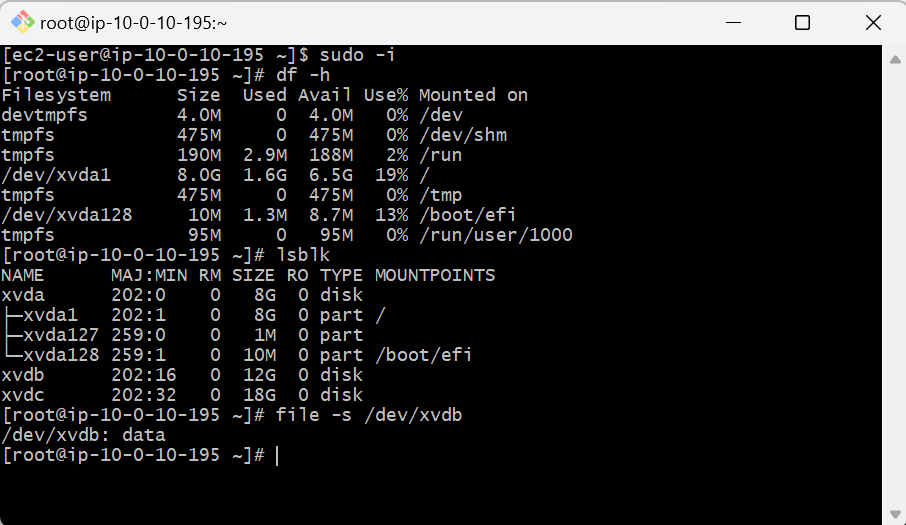 root@ip-10-0-10-195:~
[ec2-user@ip-10-0-10-195 ~]$ sudo -i
[root@ip-10-0-10-195 ~]# df -h
Filesystem      Size  Used Avail Use% Mounted on
devtmpfs        4.0M     0  4.0M   0% /dev
tmpfs           475M     0  475M   0% /dev/shm
tmpfs           190M  2.9M  188M   2% /run
/dev/xvda1      8.0G  1.6G  6.5G  19% /
tmpfs           475M     0  475M   0% /tmp
/dev/xvda128     10M  1.3M  8.7M  13% /boot/efi
tmpfs            95M     0   95M   0% /run/user/1000
[root@ip-10-0-10-195 ~]# lsblk
NAME      MAJ:MIN RM SIZE RO TYPE MOUNTPOINTS
xvda      202:0    0   8G  0 disk
├─xvda1   202:1    0   8G  0 part /
├─xvda127 259:0    0   1M  0 part
└─xvda128 259:1    0  10M  0 part /boot/efi
xvdb      202:16   0  12G  0 disk
xvdc      202:32   0  18G  0 disk
[root@ip-10-0-10-195 ~]# file -s /dev/xvdb
/dev/xvdb: data
[root@ip-10-0-10-195 ~]#